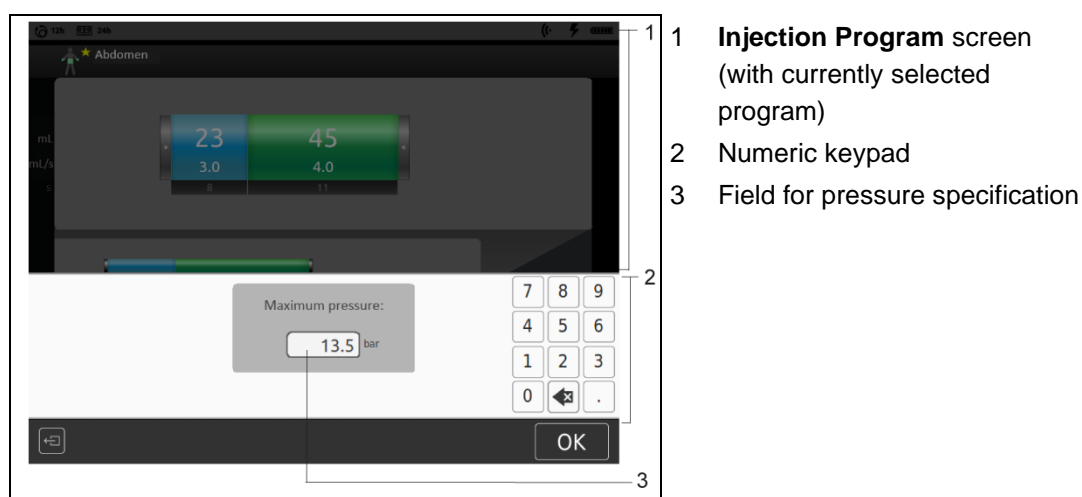 12h 24h
1
Abdomen
mL
mL/s
s
23 45
3.0 4.0
8 11
2
Maximum pressure:
13.5 bar
7 8 9
4 5 6
1 2 3
0 .
OK
3
1 Injection Program screen
(with currently selected
program)
2 Numeric keypad
3 Field for pressure specification